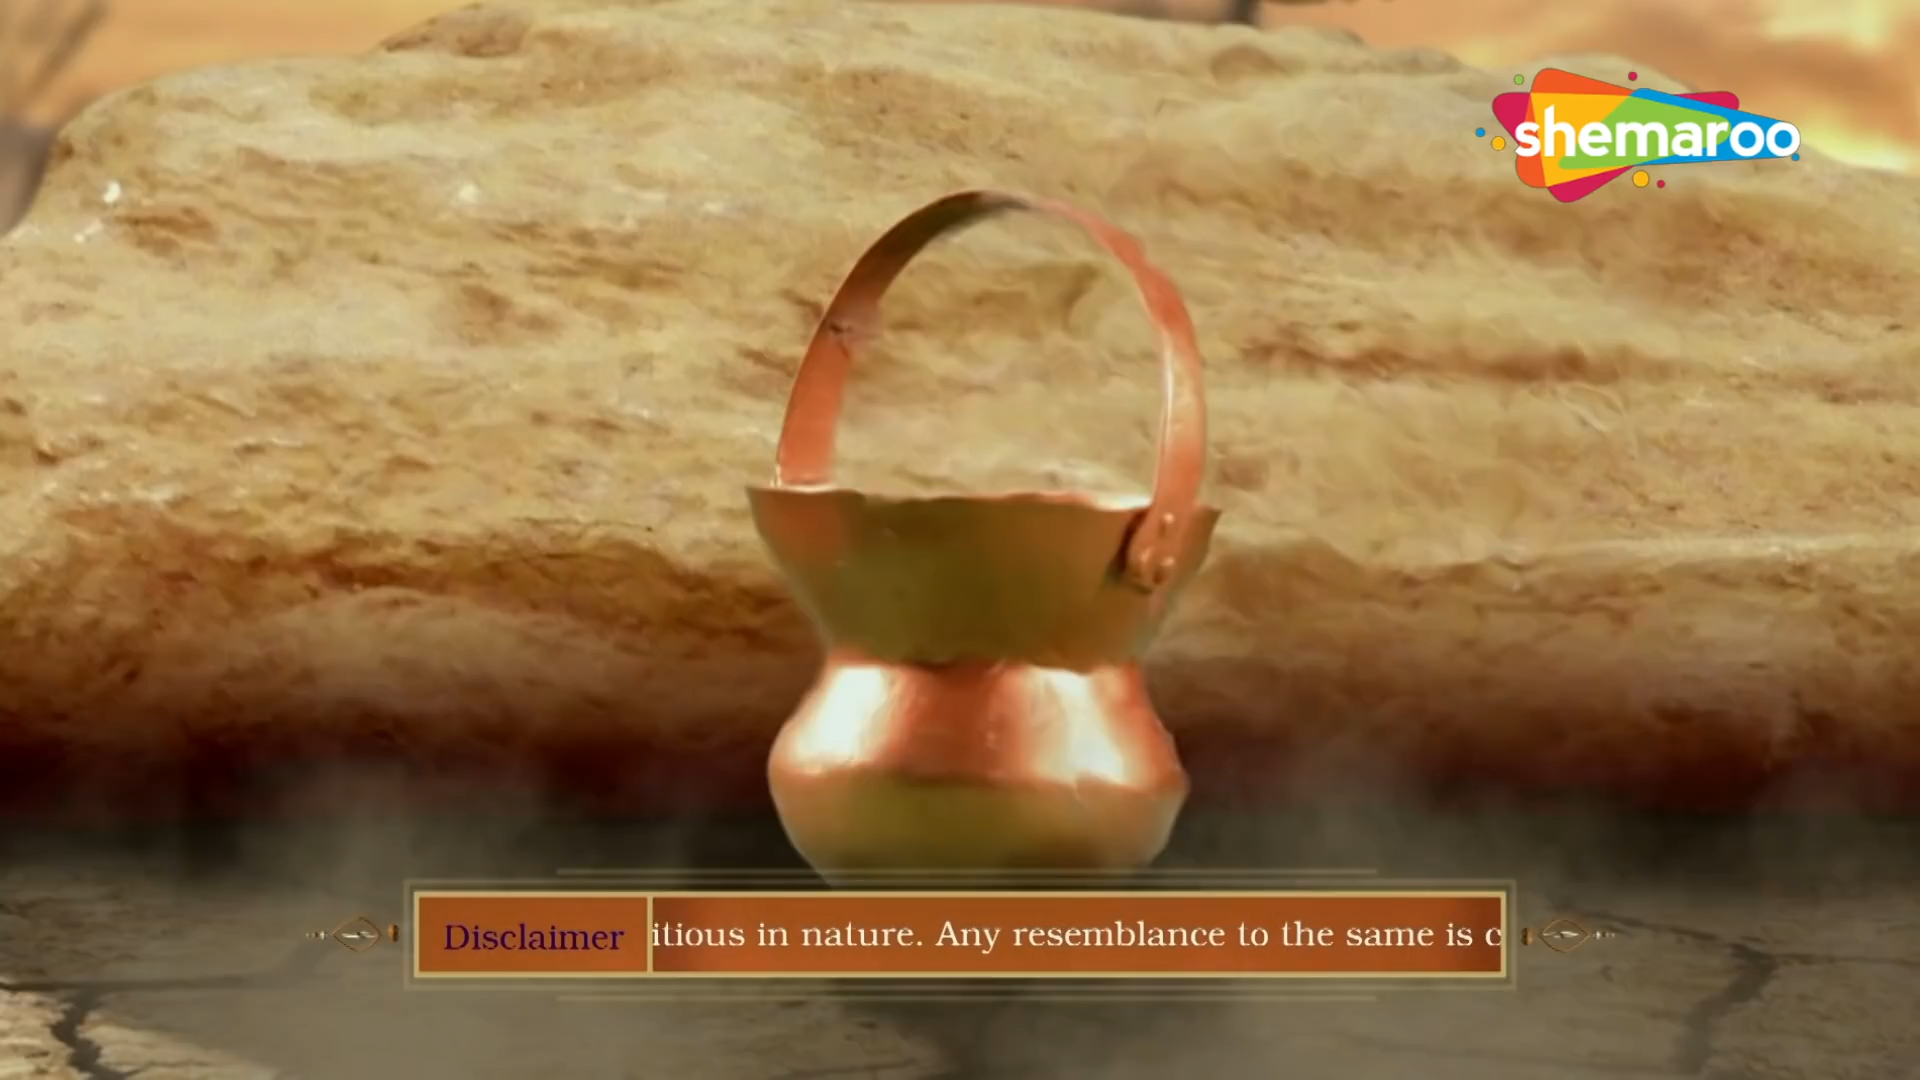 shemaroo
Disclaimer
itious in nature. Any resemblance to the same is c